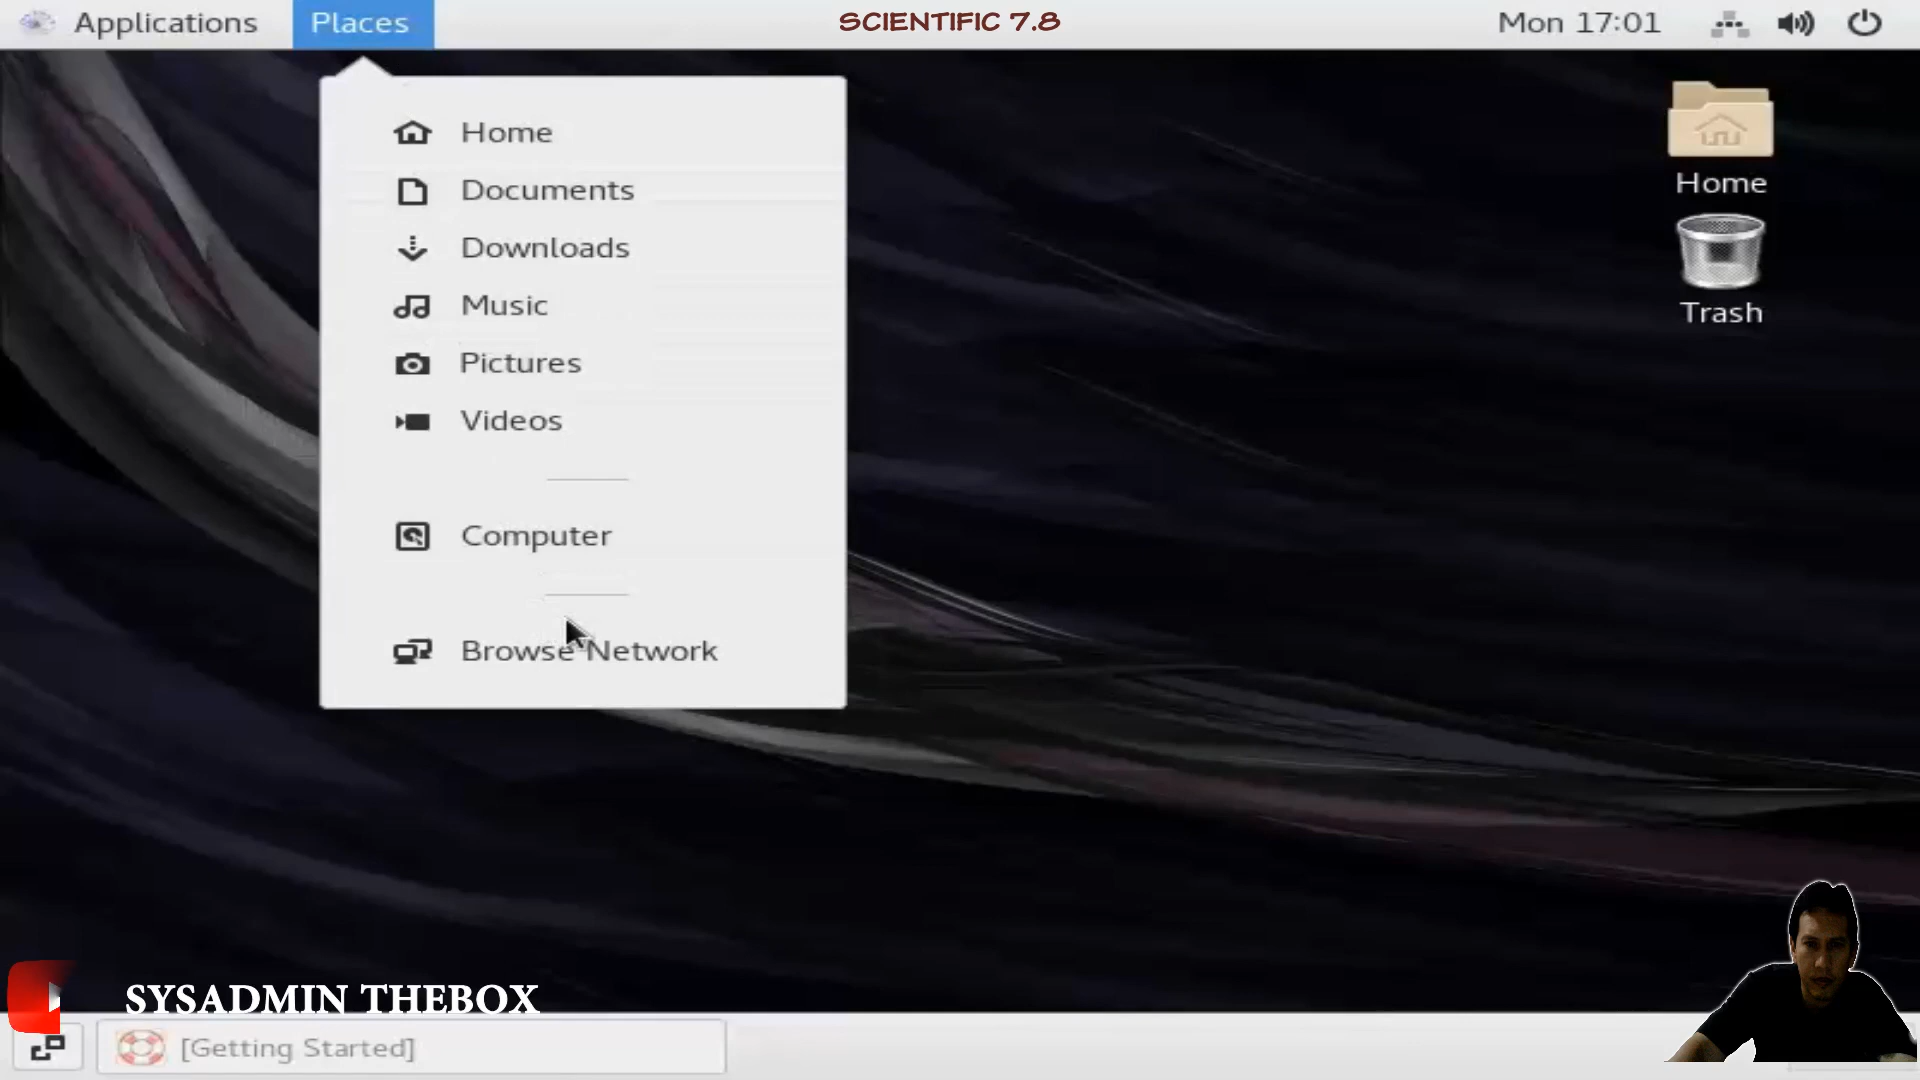 Applications Places SCIENTIFIC 7.8 Mon 17:01
Home
Documents
Downloads
Music
Pictures
Videos
Computer
Browse Network
Home
Trash
SYSADMIN THEBOX
[Getting Started]